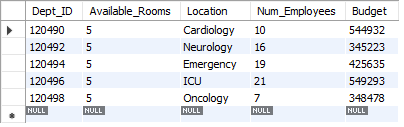 Dept_ID Available_Rooms Location Num_Employees Budget
120490 5 Cardiology 10 544932
120492 5 Neurology 16 345223
120494 5 Emergency 19 425635
120496 5 ICU 21 549293
120498 5 Oncology 7 348478
NULL NULL NULL NULL NULL